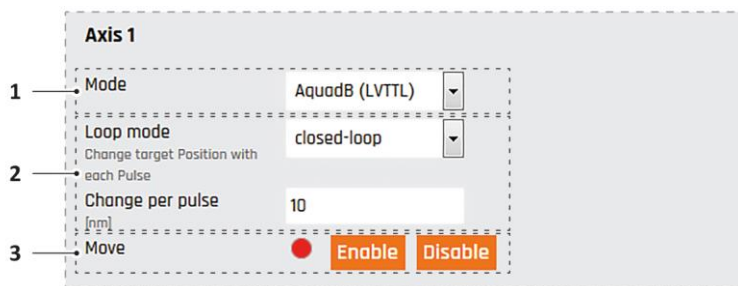 Axis 1
1
Mode
AquadB (LVTTL)
Loop mode
closed-loop
Change target Position with
each Pulse
2
Change per pulse
10
[nm]
3
Move
Enable
Disable